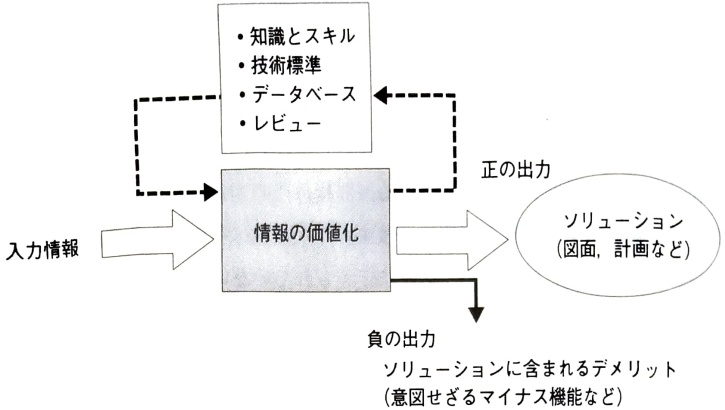 • 知識とスキル
• 技術標準
• データベース
• レビュー
正の出力
入力情報
情報の価値化
ソリューション
(図面, 計画など)
負の出力
ソリューションに含まれるデメリット
(意図せざるマイナス機能など)